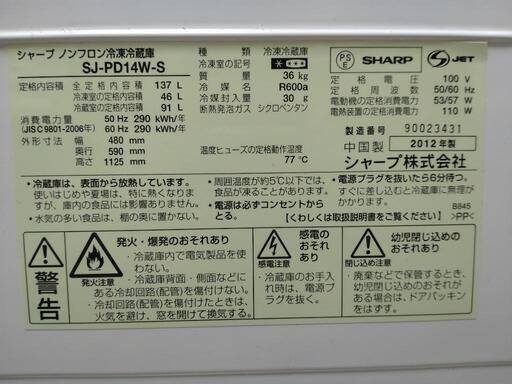 シャープ ノンフロン冷凍冷蔵庫
SJ-PD14W-S
定格内容積 全定格内容積 137 L
冷凍室の定格内容積 46 L
冷蔵室の定格内容積 91 L
消費電力量 50 Hz 290 kWh/年
(JIS C 9801-2006年) 60 Hz 290 kWh/年
外形寸法 幅 480 mm
奥行 590 mm
高さ 1125 mm
種類 冷凍冷蔵庫
冷凍室の記号
質量 36 kg
冷媒 R600a
冷媒封入量 30 g
断熱発泡ガス シクロペンタン
温度ヒューズの定格動作温度
77 ℃
PS
E
SHARP
S JET
定格電圧 100 V
定格周波数 50/60 Hz
電動機の定格消費電力 53/57 W
電熱装置の定格消費電力 110 W
製造番号 90023431
中国製 2012年製
シャープ株式会社
• 冷蔵庫は、表面から放熱しています。
使いはじめや夏場は、特に熱くなりま
すが、庫内の食品には影響ありません。
• 水気の多い食品は、棚の奥に置かない。
• 周囲温度が約5℃以下では、
食品が凍ることがあります。
• 電源は必ずコンセントから
とる。
• 電源プラグを抜いたら6分待つ。
すぐに差し込むと冷蔵庫に無理が
かかります。
【くわしくは取扱説明書をご覧ください】
B845
>PP<
警告
発火注意
発火・爆発のおそれあり
• 冷蔵庫内で電気製品を使
わない。
• 冷蔵庫背面・側面などに
ある冷却回路(配管)を傷付けない。
• 冷却回路(配管)を傷付けたとき
は、火気を避け、窓を開けて換気する。
感電注意
感電の
おそれあり
• 冷蔵庫のお手入
れ時は、電源プ
ラグを抜く。
閉じ込め注意
幼児閉じ込めの
おそれあり
• 廃棄などで保管するとき、
幼児の閉じ込めのおそれ
がある場合は、ドアパッキン
をはずす。